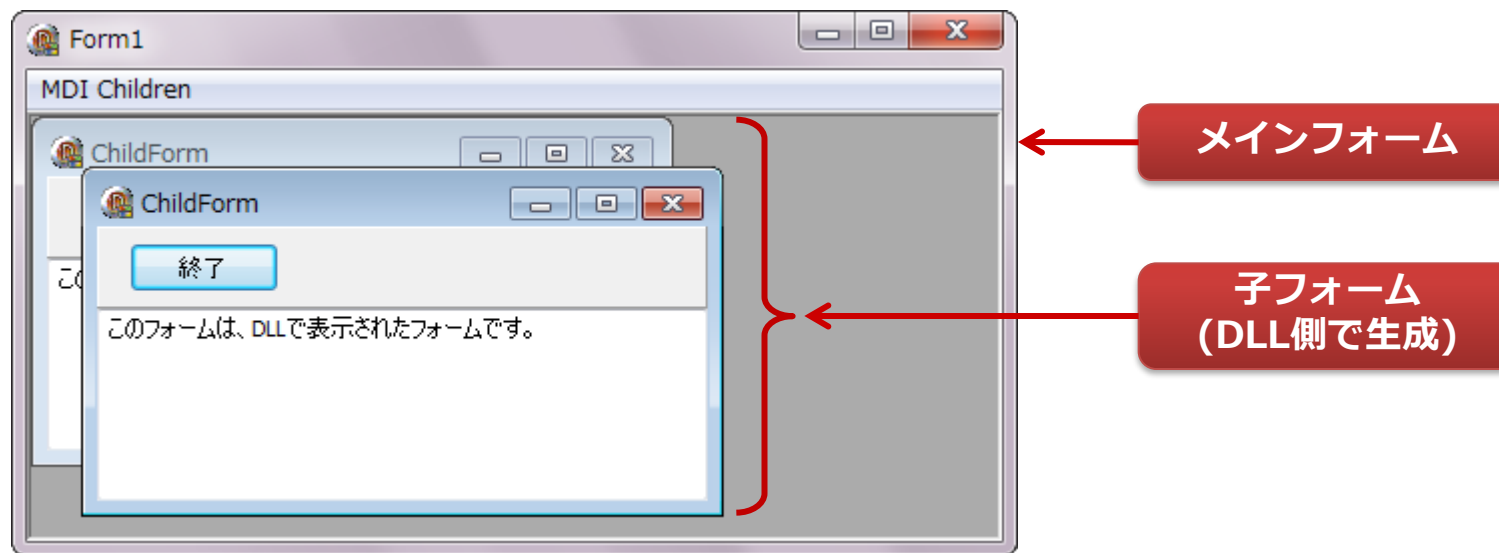 Form1
MDI Children
ChildForm
ChildForm
終了
こ
このフォームは、DLLで表示されたフォームです。
メインフォーム
子フォーム
(DLL側で生成)